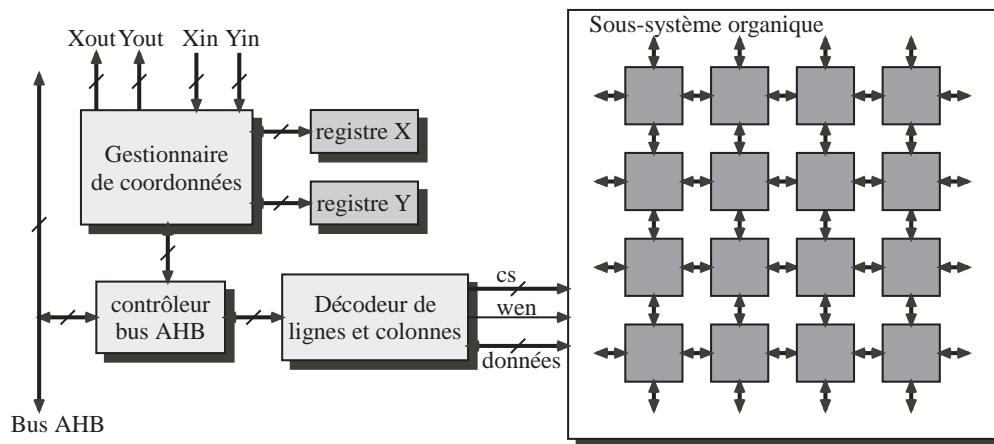 Xout Yout Xin Yin
Sous-système organique
Gestionnaire
de coordonnées
registre X
registre Y
contrôleur
bus AHB
Décodeur de
lignes et colonnes
cs
wen
données
Bus AHB